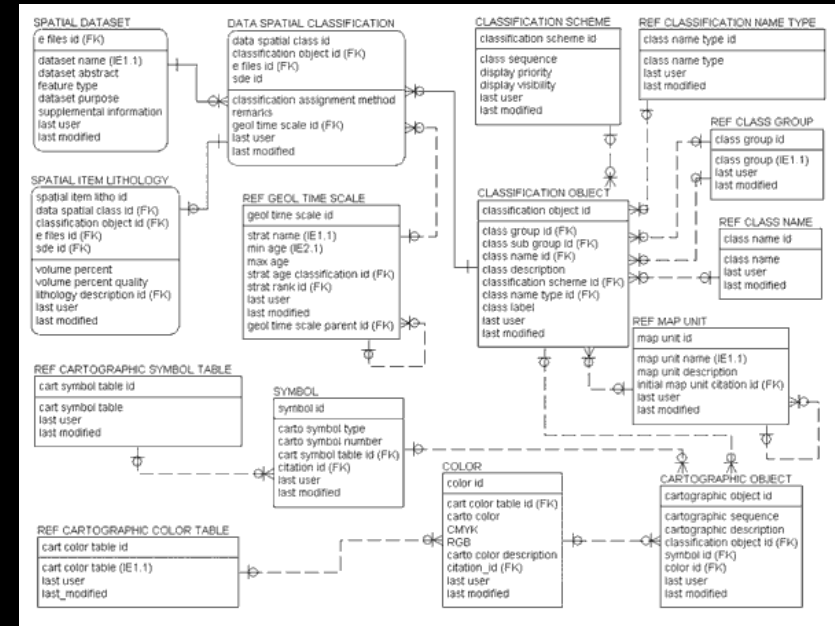 SPATIAL DATASET
e files id (FK)
dataset name (IE1.1)
dataset abstract
feature type
dataset purpose
supplemental information
last user
last modified
DATA SPATIAL CLASSIFICATION
data spatial class id
classification object id (FK)
e files id (FK)
sde id
classification assignment method
remarks
geol time scale id (FK)
last user
last modified
CLASSIFICATION SCHEME
classification scheme id
class sequence
display priority
display visibility
last user
last modified
REF CLASSIFICATION NAME TYPE
class name type id
class name type
last user
last modified
REF CLASS GROUP
class group id
class group (IE1.1)
last user
last modified
SPATIAL ITEM LITHOLOGY
spatial item litho id
data spatial class id (FK)
classification object id (FK)
e files id (FK)
sde id (FK)
volume percent
volume percent quality
lithology description id (FK)
last user
last modified
REF GEOL TIME SCALE
geol time scale id
strat name (IE1.1)
min age (IE2.1)
max age
strat age classification id (FK)
strat rank id (FK)
last user
last modified
geol time scale parent id (FK)
CLASSIFICATION OBJECT
classification object id
class group id (FK)
class sub group id (FK)
class name id (FK)
class description
classification scheme id (FK)
class name type id (FK)
class label
last user
last modified
REF CLASS NAME
class name id
class name
last user
last modified
REF MAP UNIT
map unit id
map unit name (IE1.1)
map unit description
initial map unit citation id (FK)
last user
last modified
REF CARTOGRAPHIC SYMBOL TABLE
cart symbol table id
cart symbol table
last user
last modified
SYMBOL
symbol id
carto symbol type
carto symbol number
cart symbol table id (FK)
citation id (FK)
last user
last modified
COLOR
color id
cart color table id (FK)
carto color
CMYK
RGB
carto color description
citation_id (FK)
last user
last modified
CARTOGRAPHIC OBJECT
cartographic object id
cartographic sequence
cartographic description
classification object id (FK)
symbol id (FK)
color id (FK)
last user
last modified
REF CARTOGRAPHIC COLOR TABLE
cart color table id
cart color table (IE1.1)
last user
last_modified